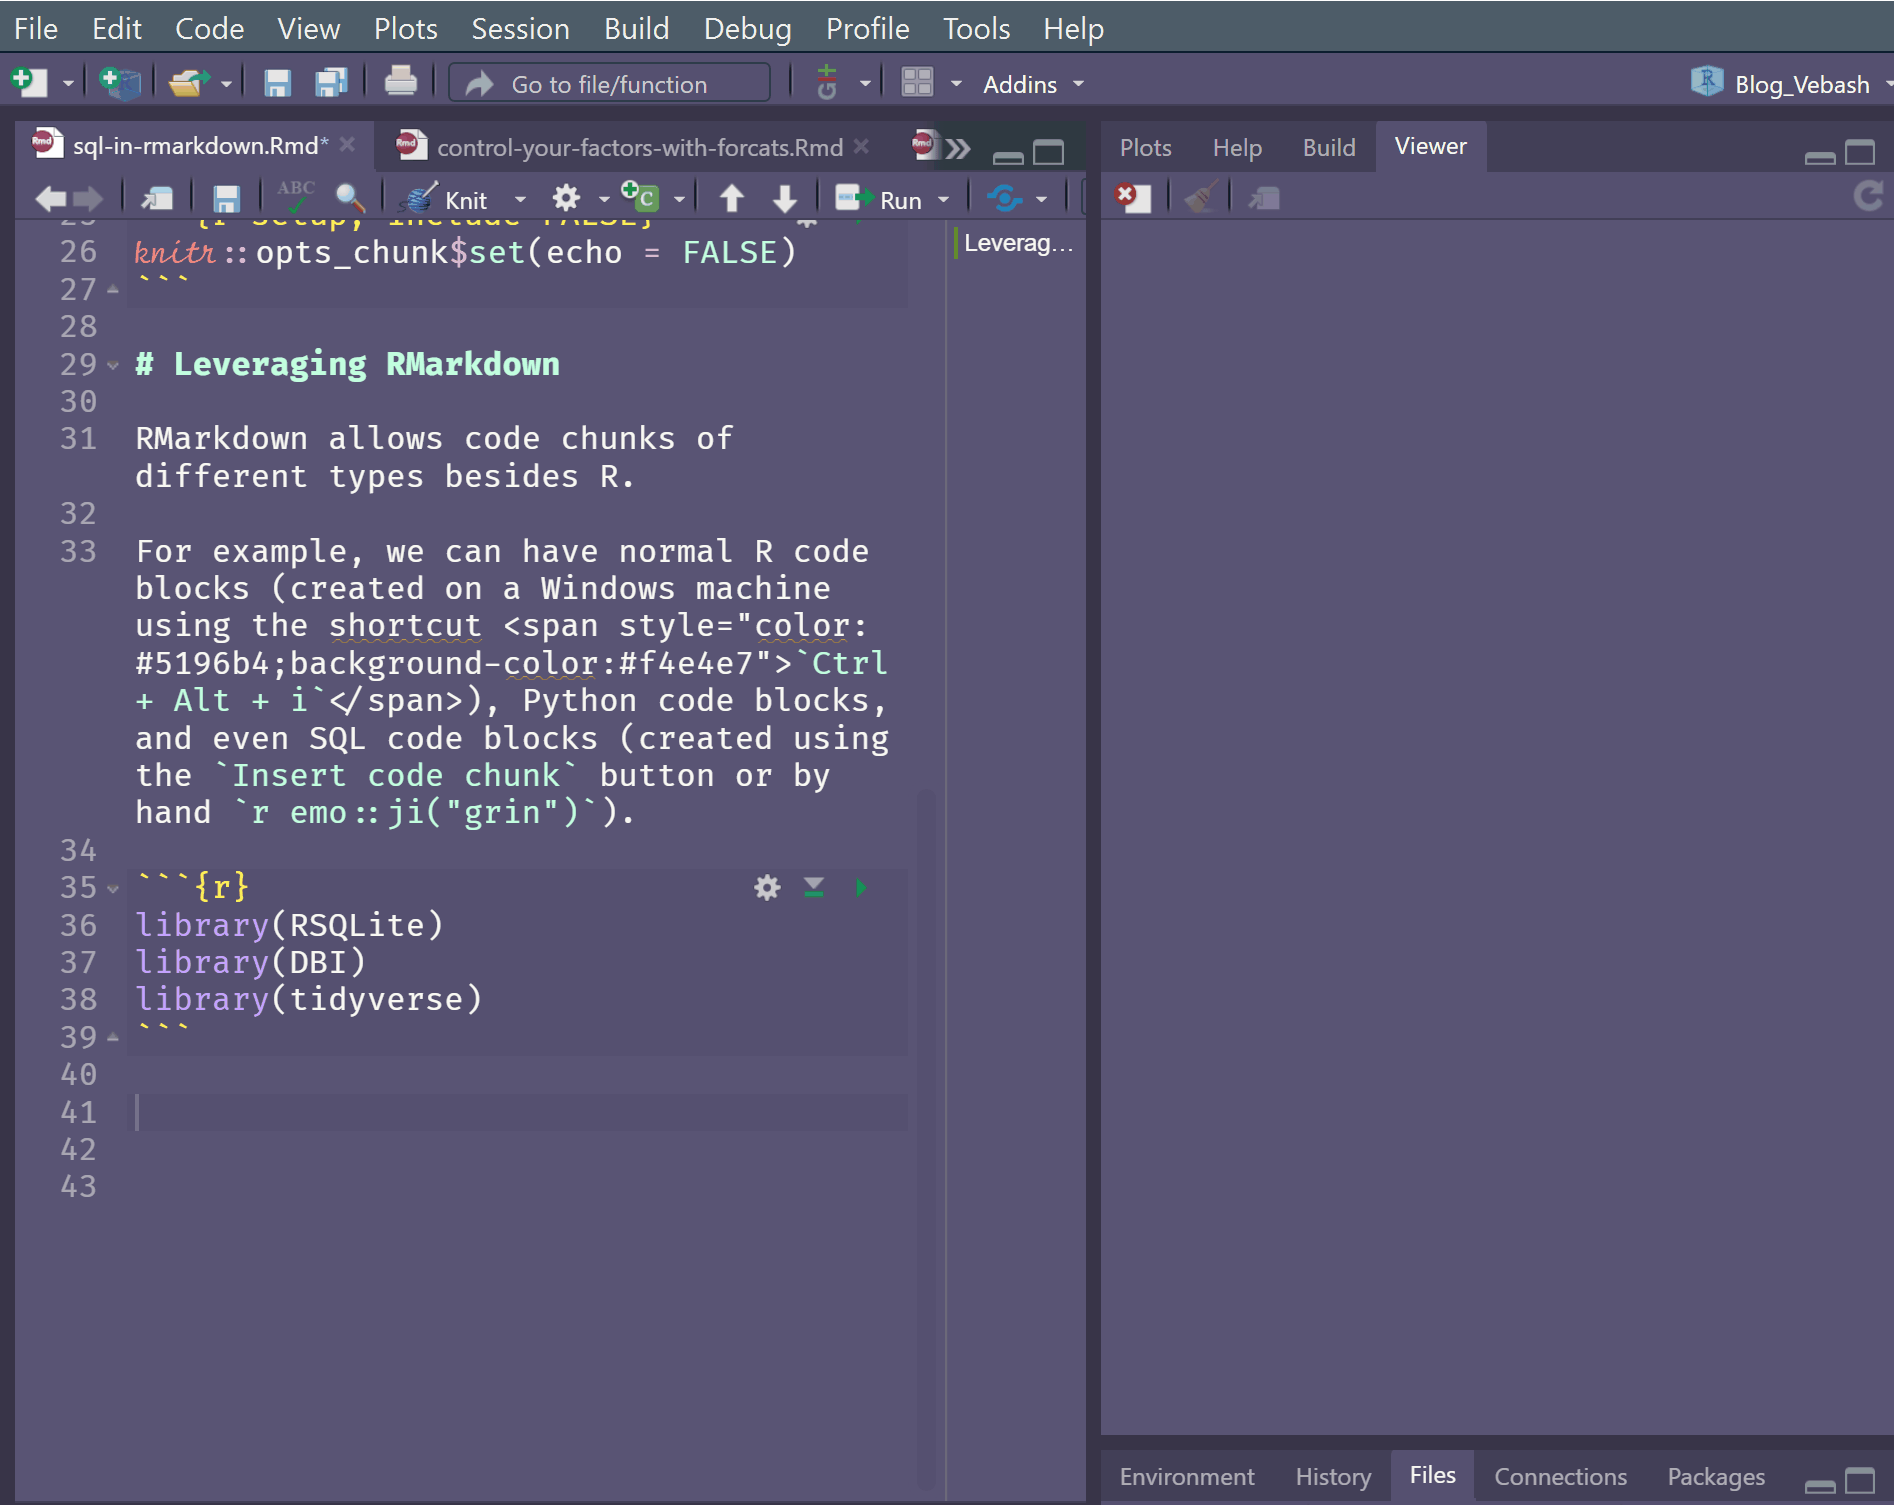 File Edit Code View Plots Session Build Debug Profile Tools Help
Go to file/function Addins Blog_Vebash
sql-in-rmarkdown.Rmd* control-your-factors-with-forcats.Rmd
Plots Help Build Viewer
ABC Knit C Run
25 ```{r setup, include=FALSE}
26 knitr::opts_chunk$set(echo = FALSE)
Leverag...
27 ```
28
29 # Leveraging RMarkdown
30
31 RMarkdown allows code chunks of
different types besides R.
32
33 For example, we can have normal R code
blocks (created on a Windows machine
using the shortcut <span style="color:
#5196b4;background-color:#f4e4e7">`Ctrl
+ Alt + i`</span>), Python code blocks,
and even SQL code blocks (created using
the `Insert code chunk` button or by
hand `r emo::ji("grin")`).
34
35 ```{r}
36 library(RSQLite)
37 library(DBI)
38 library(tidyverse)
39 ```
40
41
42
43
Environment History Files Connections Packages